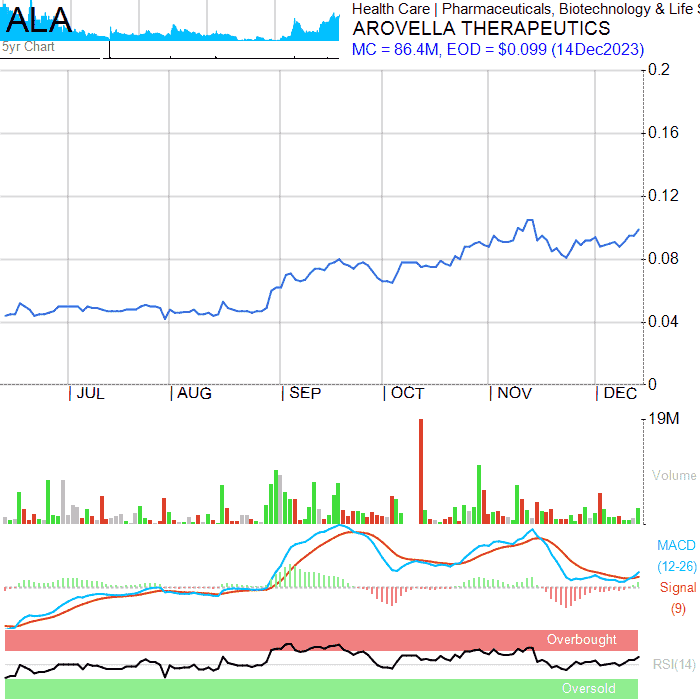 ALA
5yr Chart
Health Care | Pharmaceuticals, Biotechnology & Life S
AROVELLA THERAPEUTICS
MC = 86.4M, EOD = $0.099 (14Dec2023)
0.2
0.16
0.12
0.08
0.04
0
JUL AUG SEP OCT NOV DEC
19M
Volume
MACD
(12-26)
Signal
(9)
Overbought
RSI(14)
Oversold